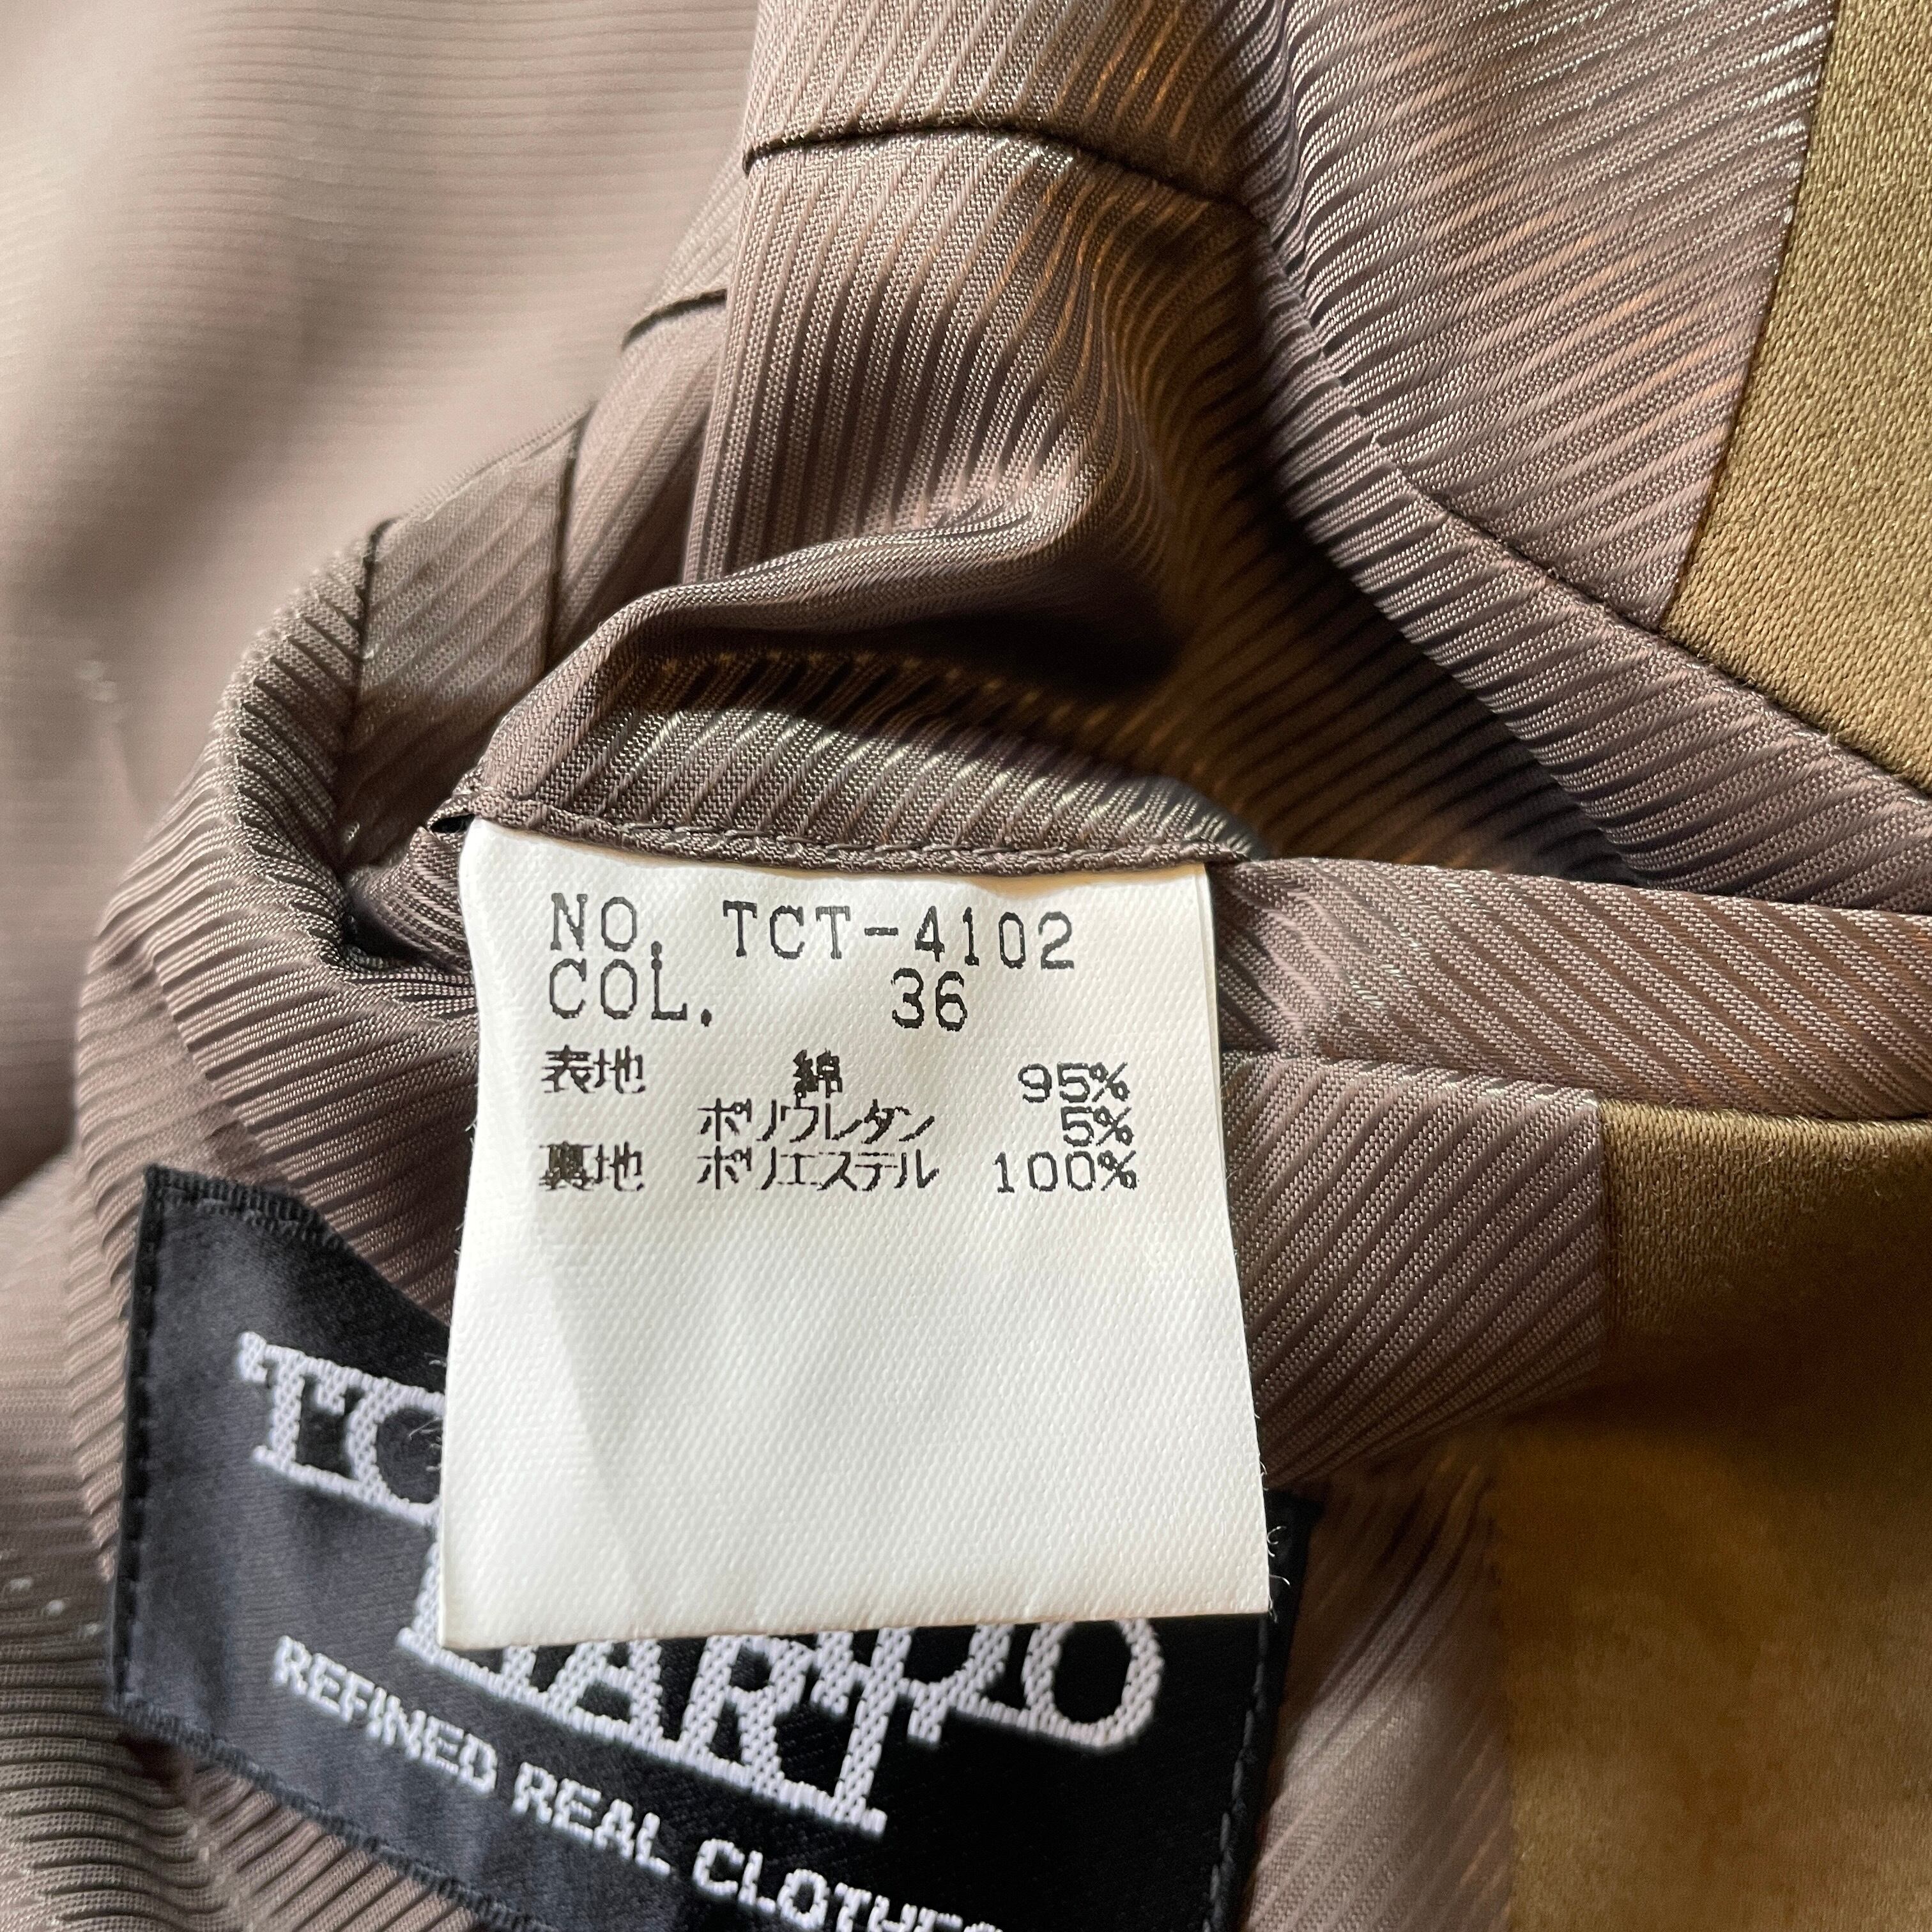 NO. TCT-4102
COL. 36
表地 綿 95%
ポリウレタン 5%
裏地 ポリエステル 100%
REFINED REAL